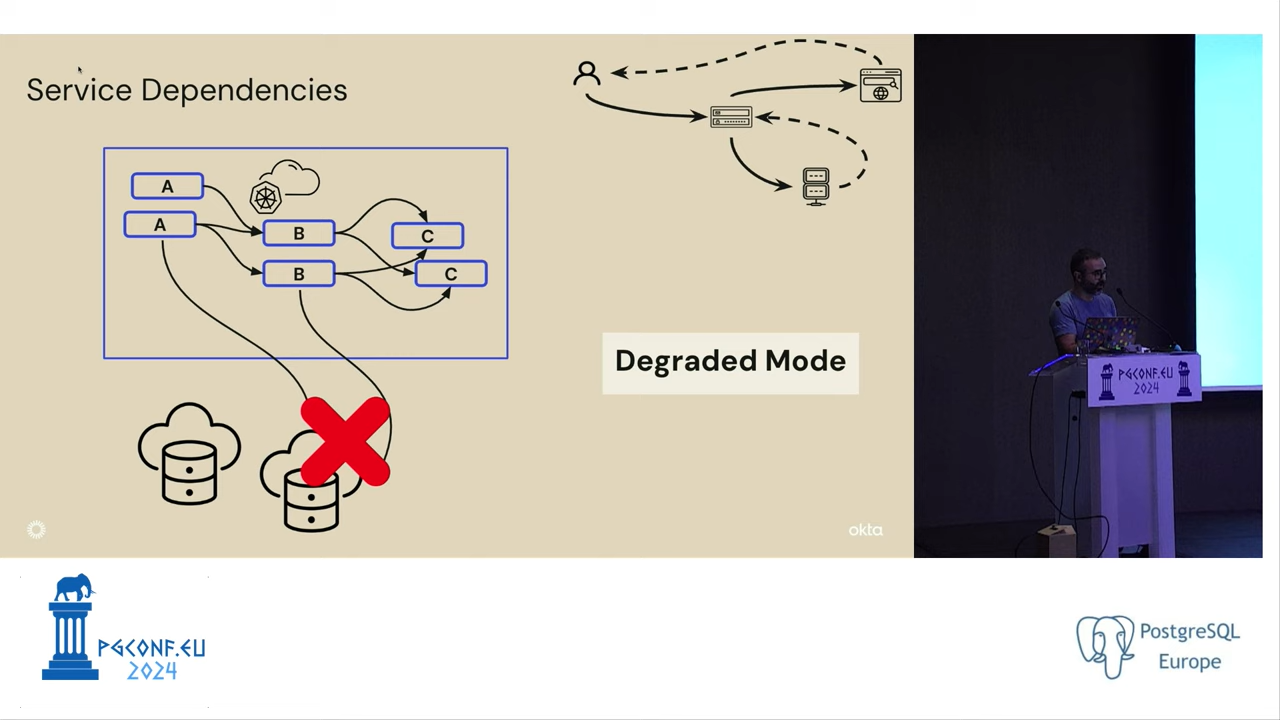 Service Dependencies
A
A
B
B
C
C
Degraded Mode
okta
PGCONF.EU
2024
PGCONF.EU
2024
PostgreSQL
Europe